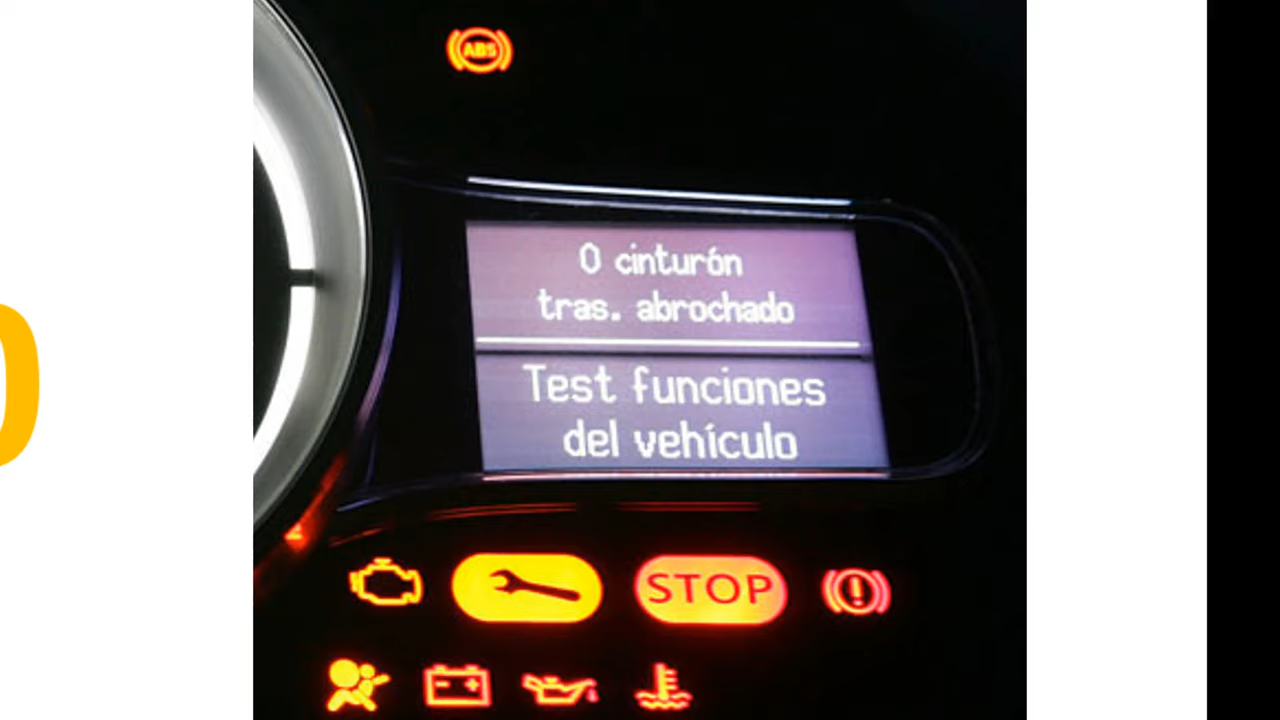 ABS
0 cinturón
tras. abrochado
Test funciones
del vehículo
STOP